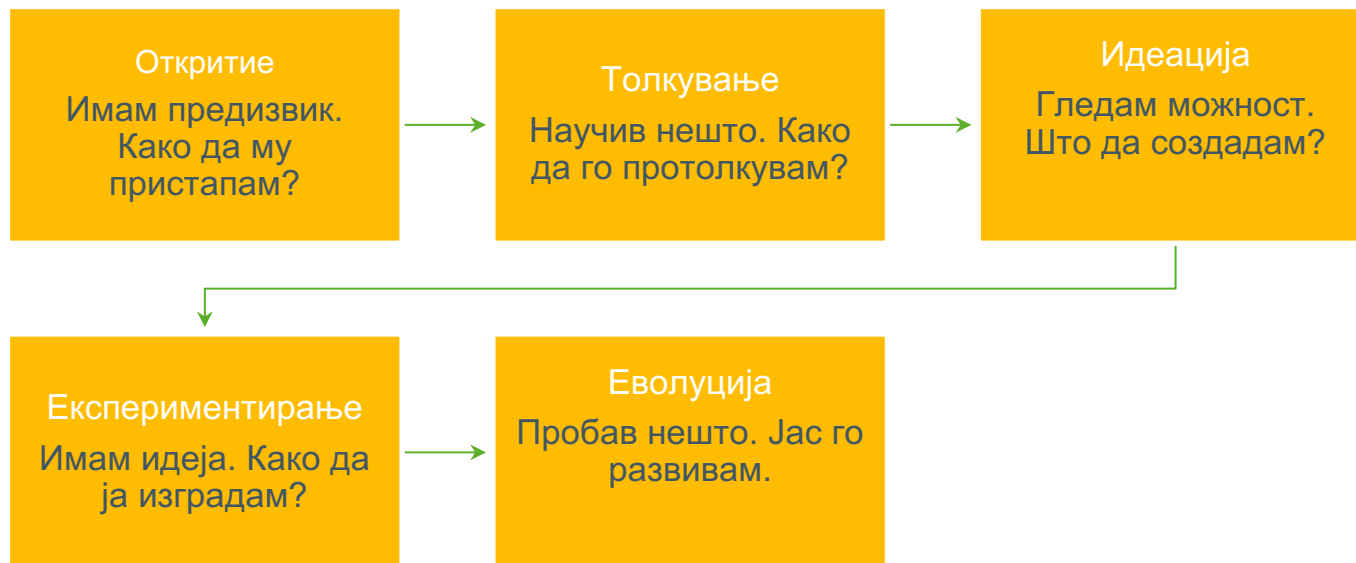 Откритие
Имам предизвик.
Како да му
пристапам?
Толкување
Научив нешто. Како
да го протолкувам?
Идеација
Гледам можност.
Што да создадам?
Експериментирање
Имам идеја. Како да
ја изградам?
Еволуција
Пробав нешто. Јас го
развивам.